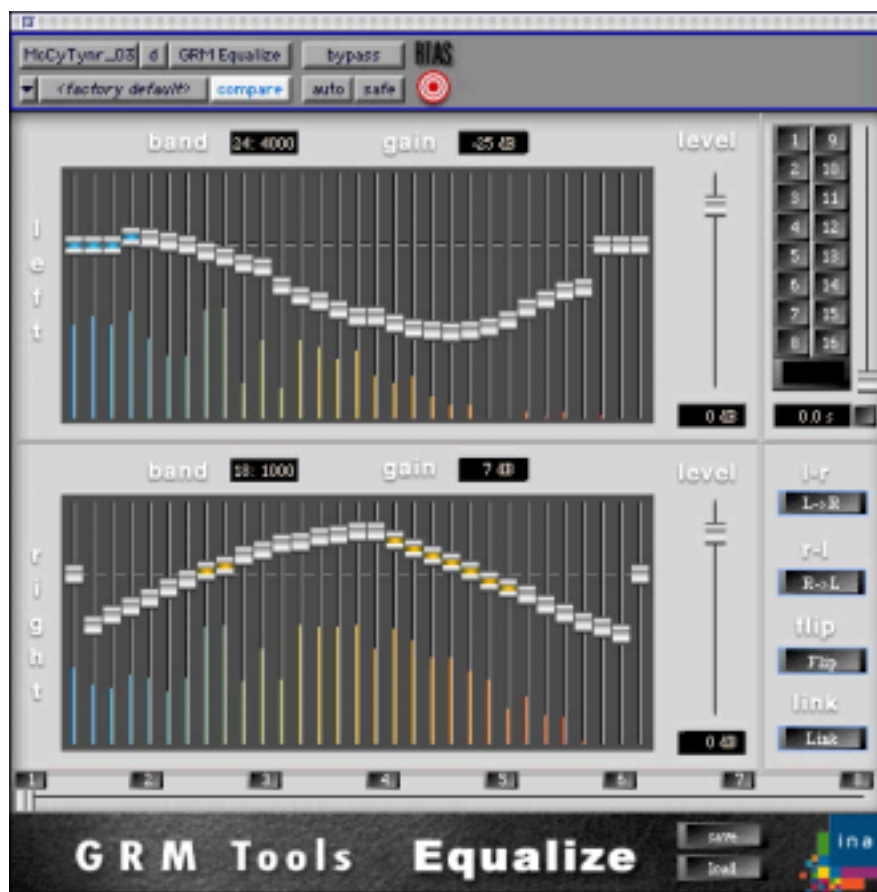 McCyTynr_03 d GRM Equalize bypass BIAS
<factory default> compare auto safe
band 24: 4000 gain -25 dB level
left
0 dB
1 9
2 10
3 11
4 12
5 13
6 14
7 15
8 16
0.0 s
band 18: 1000 gain 7 dB level
right
0 dB
l-r
L->R
r-l
R->L
flip
Flip
link
Link
1 2 3 4 5 6 7 8
GRM Tools Equalize
save
load
ina